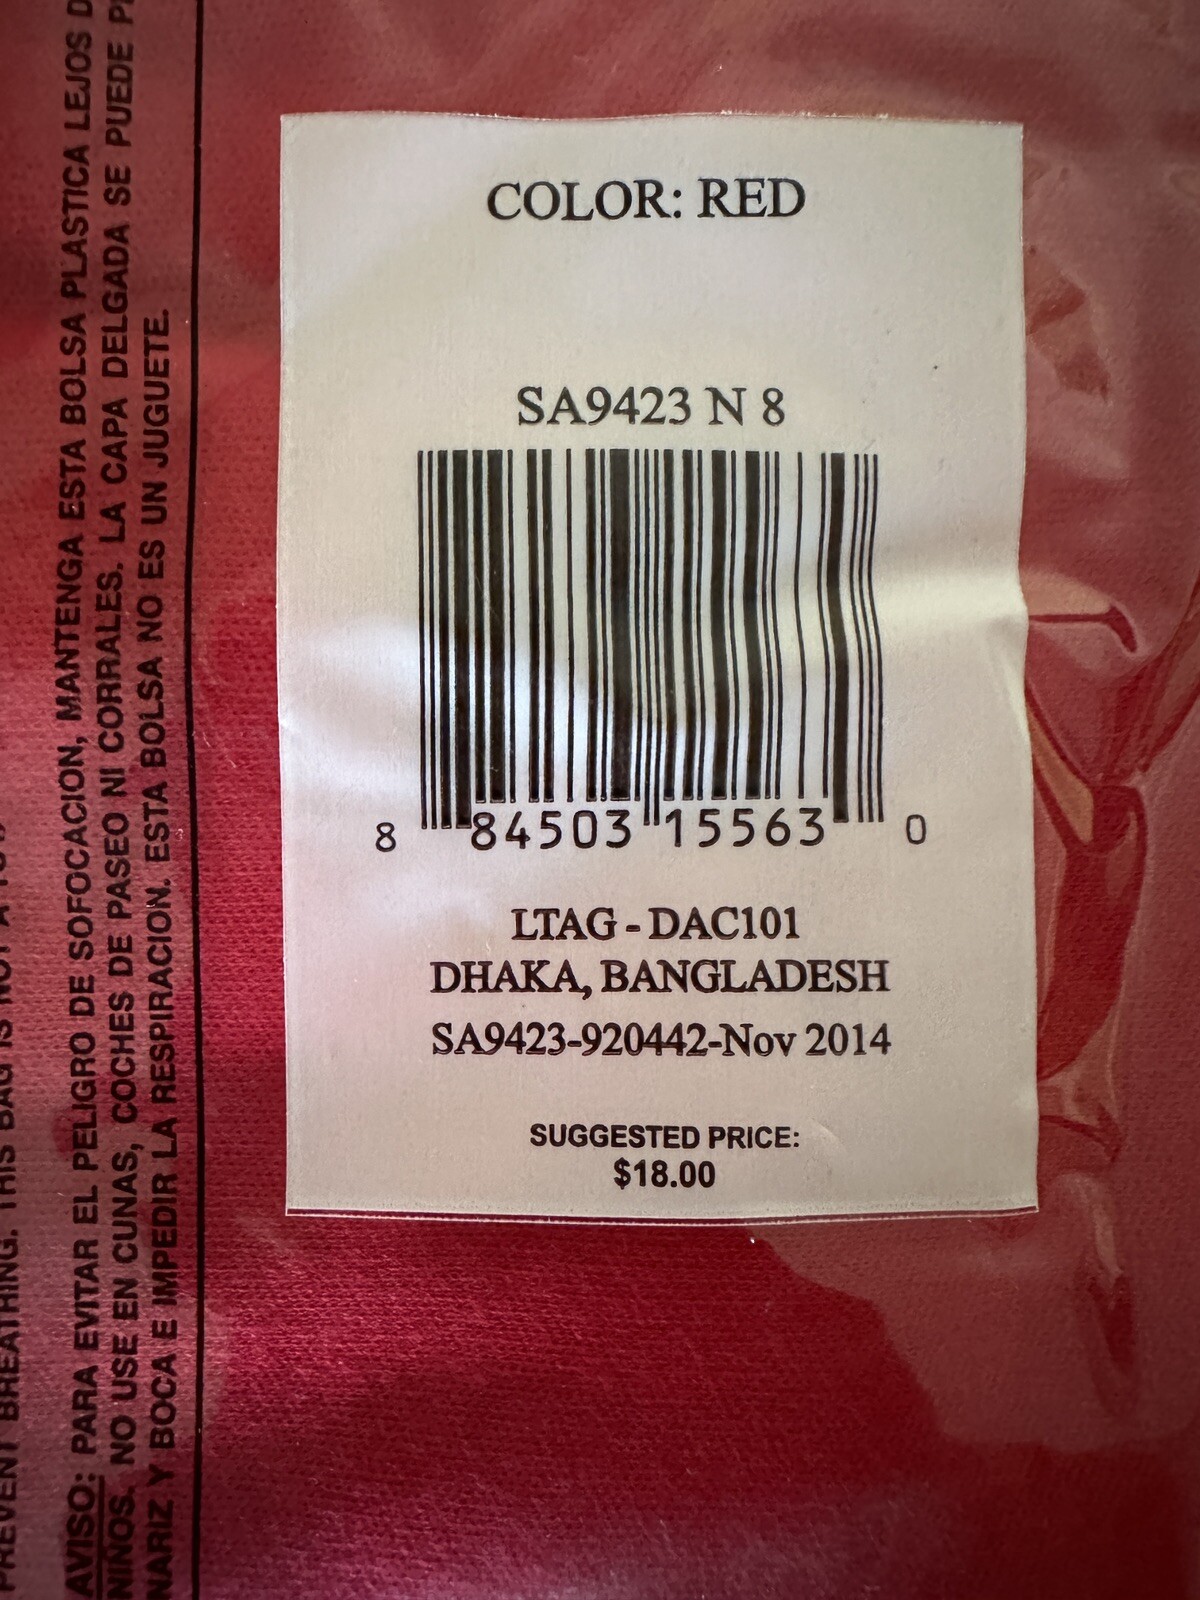 PREVENT BREATHING. THIS BAG IS NOT A
AVISO: PARA EVITAR EL PELIGRO DE SOFOCACION, MANTENGA ESTA BOLSA PLASTICA LEJOS
NINOS. NO USE EN CUNAS, COCHES DE PASEO NI CORRALES. LA CAPA DELGADA SE PUEDE
NARIZ Y BOCA E IMPEDIR LA RESPIRACION. ESTA BOLSA NO ES UN JUGUETE.
COLOR: RED
SA9423 N 8
8 84503 15563 0
LTAG - DAC101
DHAKA, BANGLADESH
SA9423-920442-Nov 2014
SUGGESTED PRICE:
$18.00